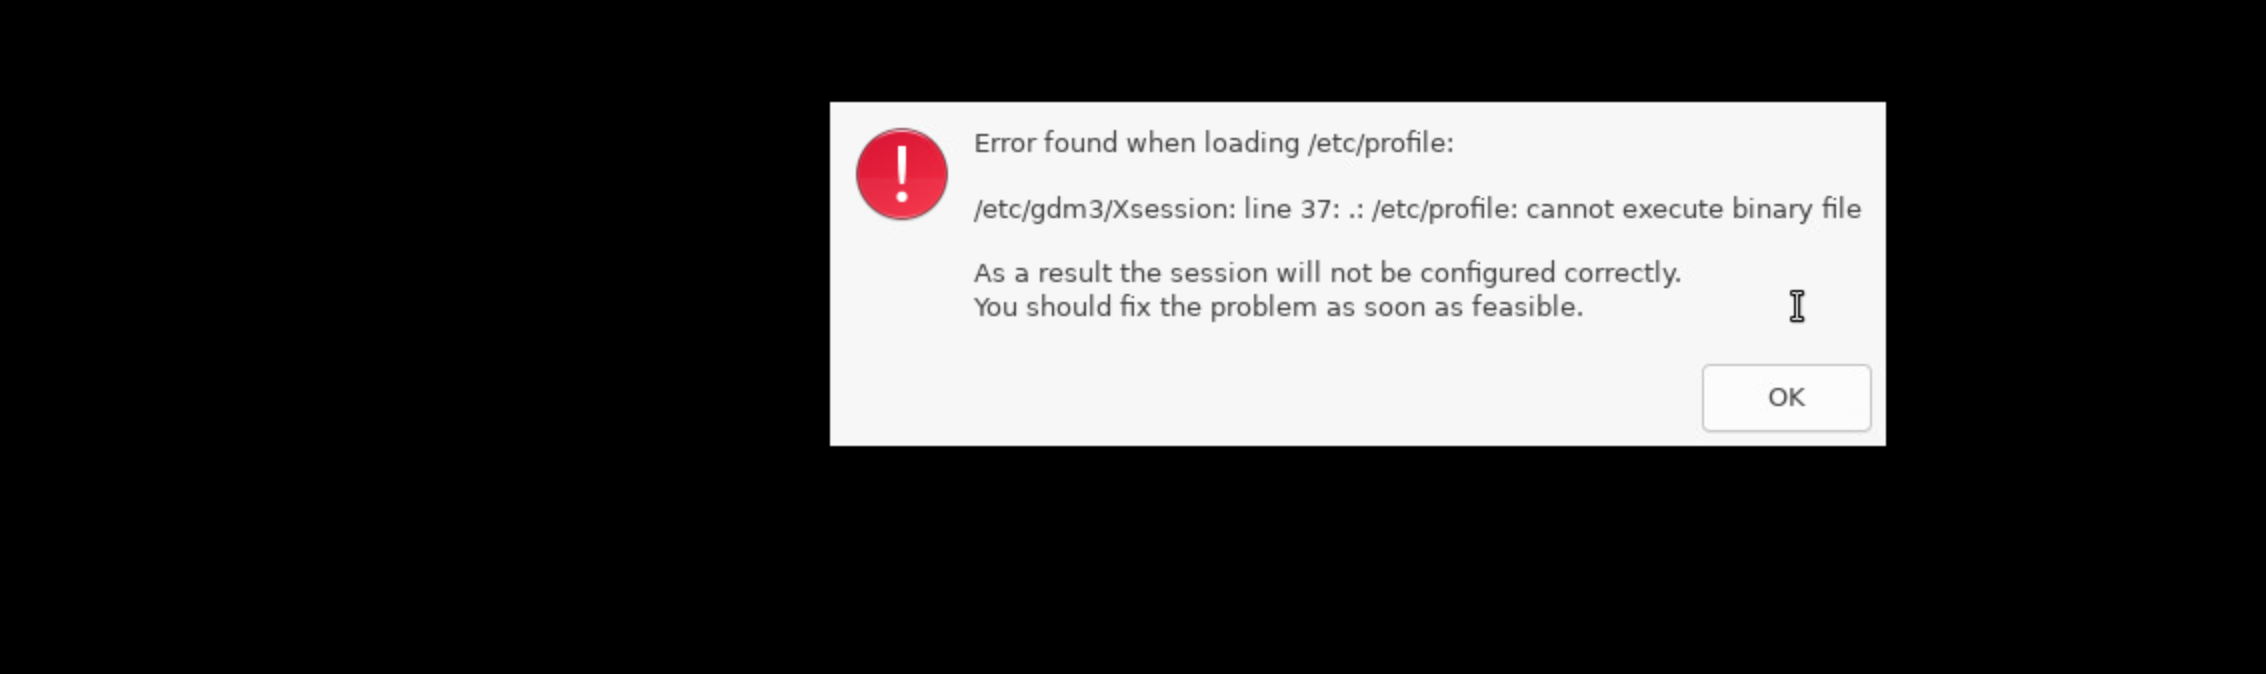 Error found when loading /etc/profile:
/etc/gdm3/Xsession: line 37: .: /etc/profile: cannot execute binary file
As a result the session will not be configured correctly.
You should fix the problem as soon as feasible.
OK